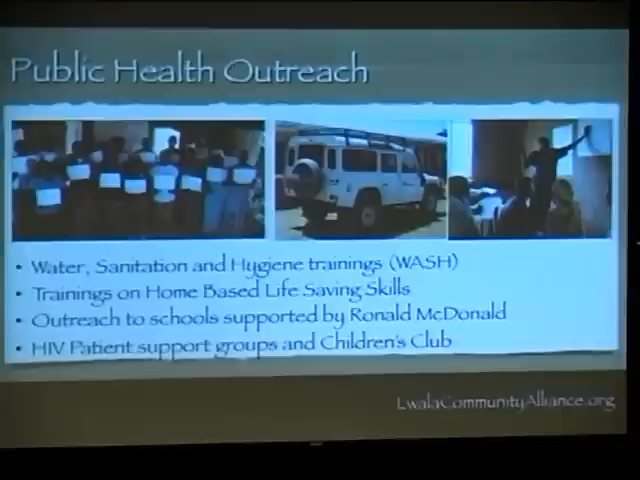 Public Health Outreach
• Water, Sanitation and Hygiene trainings (WASH)
• Trainings on Home Based Life Saving Skills
• Outreach to schools supported by Ronald McDonald
• HIV Patient support groups and Children's Club
LwalaCommunityAlliance.org